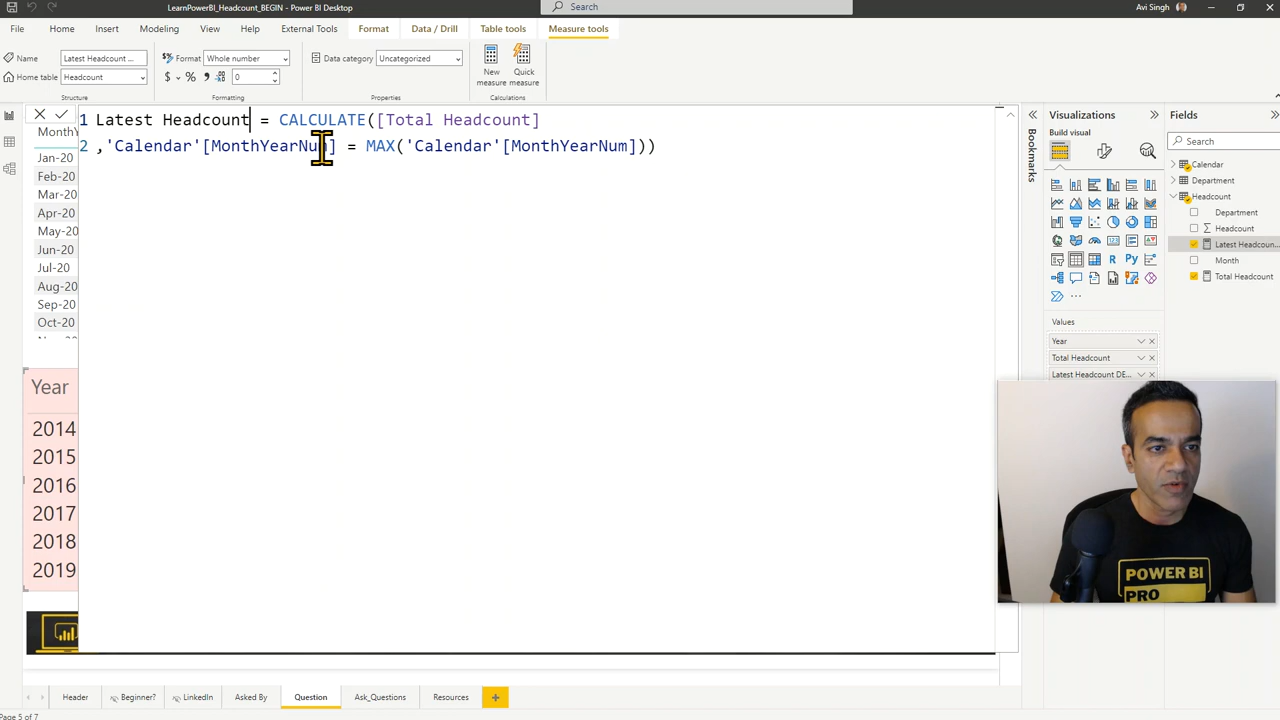 LearnPowerBI_Headcount_BEGIN - Power BI Desktop
Search
Avi Singh
File
Home
Insert
Modeling
View
Help
External Tools
Format
Data / Drill
Table tools
Measure tools
Name
Latest Headcount ...
Home table
Headcount
Structure
Format
Whole number
$
%
0
Formatting
Data category
Uncategorized
New measure
Quick measure
Calculations
1 Latest Headcount = CALCULATE([Total Headcount]
2 ,'Calendar'[MonthYearNum] = MAX('Calendar'[MonthYearNum]))
MonthY
Jan-20
Feb-20
Mar-20
Apr-20
May-20
Jun-20
Jul-20
Aug-20
Sep-20
Oct-20
Year
2014
2015
2016
2017
2018
2019
Bookmarks
Visualizations
Build visual
R
Py
...
Values
Year
Total Headcount
Latest Headcount DE...
Fields
Search
Calendar
Department
Headcount
Department
Headcount
Latest Headcoun...
Month
Total Headcount
POWER BI
PRO
Header
Beginner?
LinkedIn
Asked By
Question
Ask_Questions
Resources
Page 5 of 7